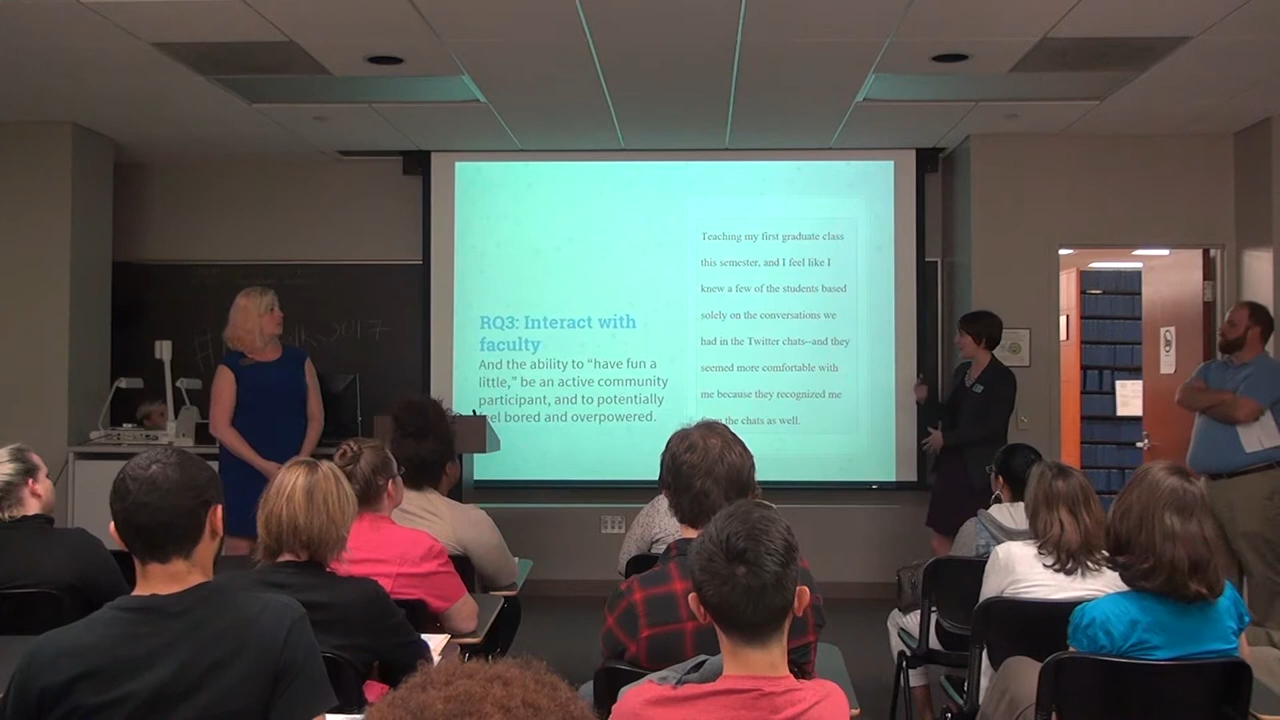 RQ3: Interact with
faculty
And the ability to “have fun a
little,” be an active community
participant, and to potentially
feel bored and overpowered.
Teaching my first graduate class
this semester, and I feel like I
knew a few of the students based
solely on the conversations we
had in the Twitter chats--and they
seemed more comfortable with
me because they recognized me
from the chats as well.
2017